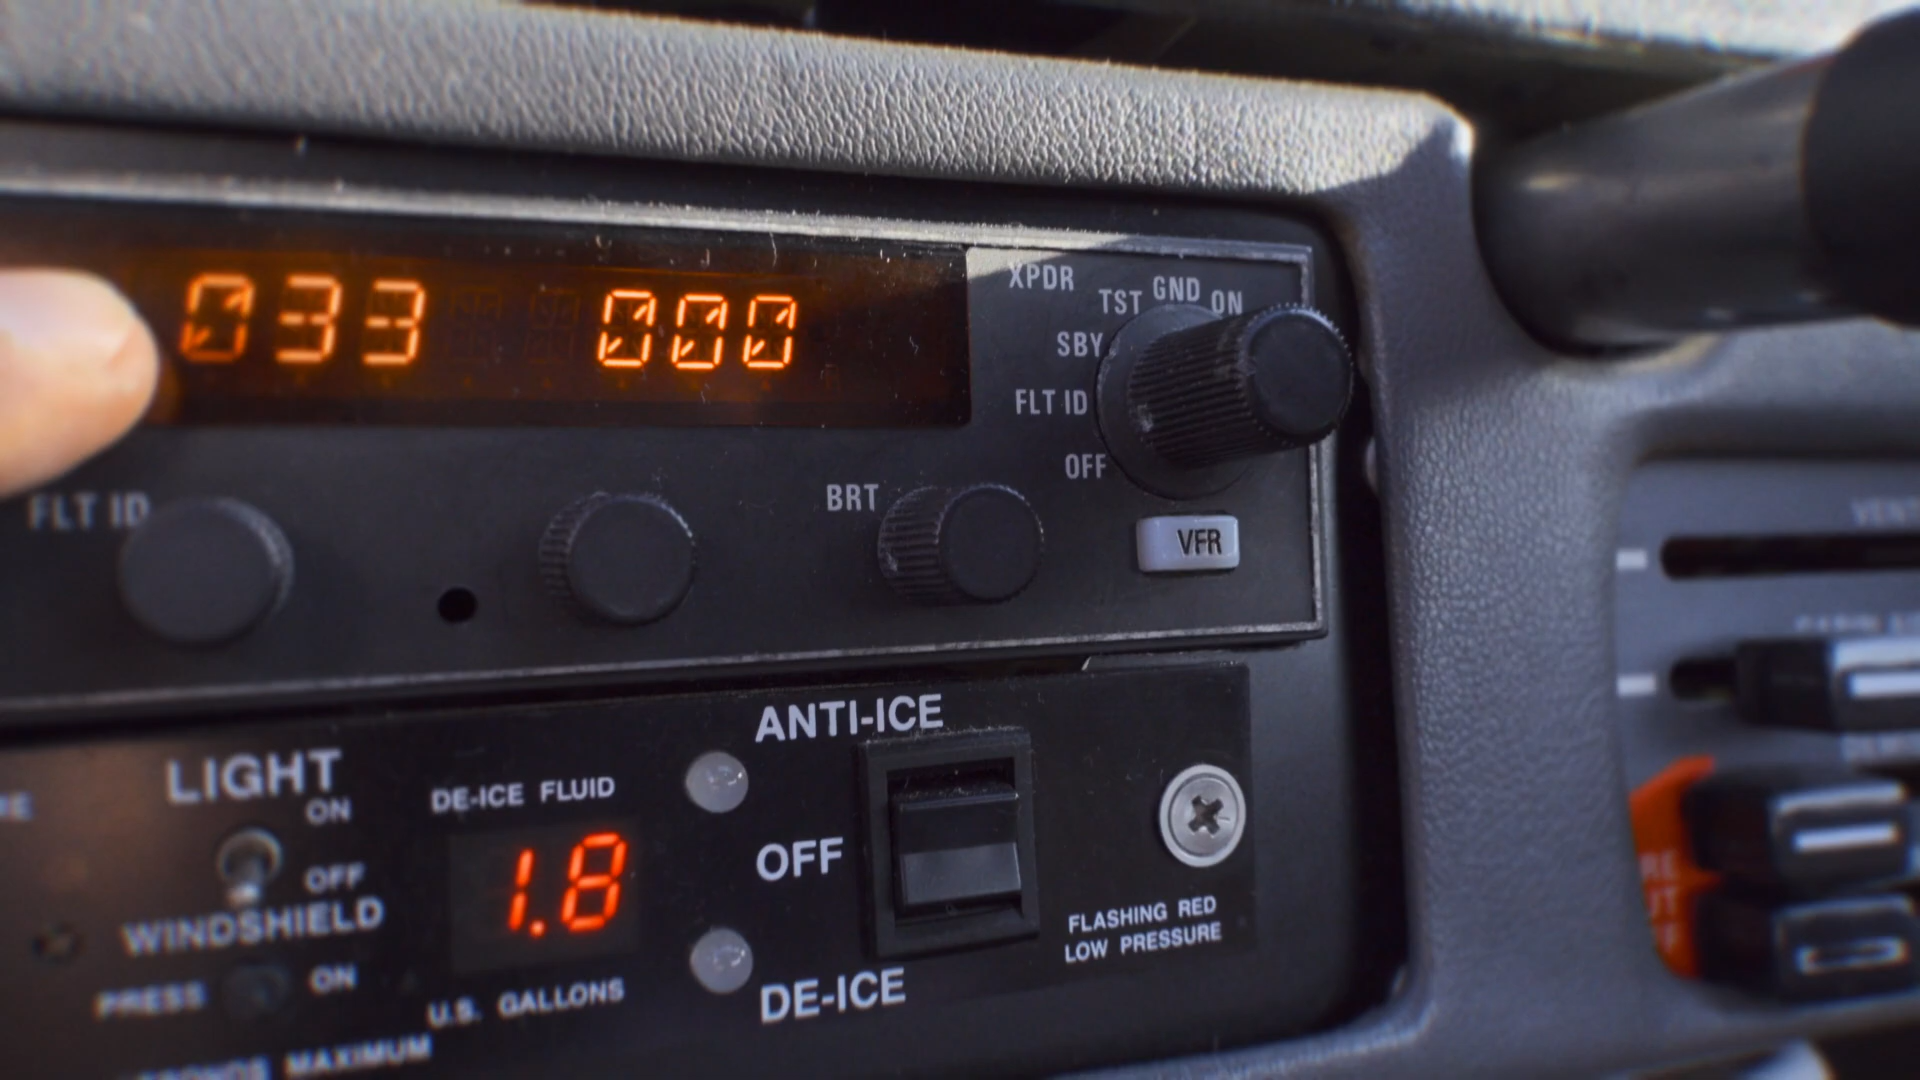 033 000
XPDR
TST GND ON
SBY
FLT ID
OFF
FLT ID
BRT
VFR
VENT
ANTI-ICE
LIGHT
ON
OFF
WINDSHIELD
PRESS
ON
MAXIMUM
DE-ICE FLUID
1.8
U.S. GALLONS
OFF
DE-ICE
FLASHING RED
LOW PRESSURE